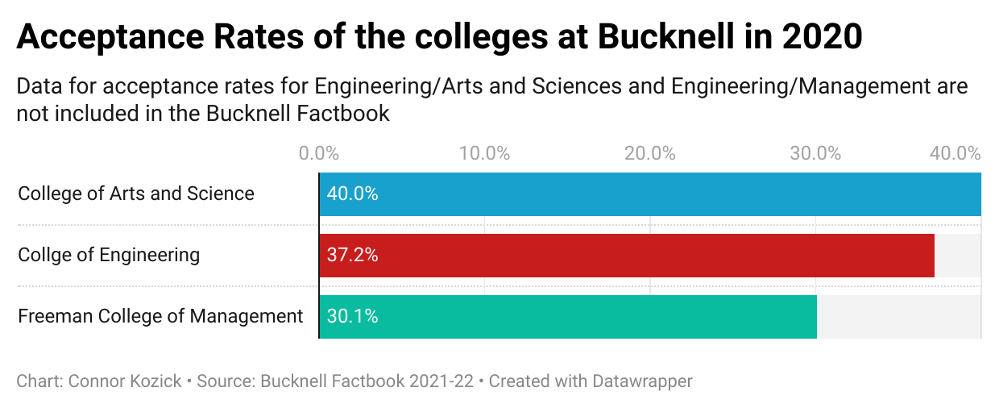 Acceptance Rates of the colleges at Bucknell in 2020
Data for acceptance rates for Engineering/Arts and Sciences and Engineering/Management are
not included in the Bucknell Factbook
0.0% 10.0% 20.0% 30.0% 40.0%
College of Arts and Science 40.0%
Collge of Engineering 37.2%
Freeman College of Management 30.1%
Chart: Connor Kozick • Source: Bucknell Factbook 2021-22 • Created with Datawrapper